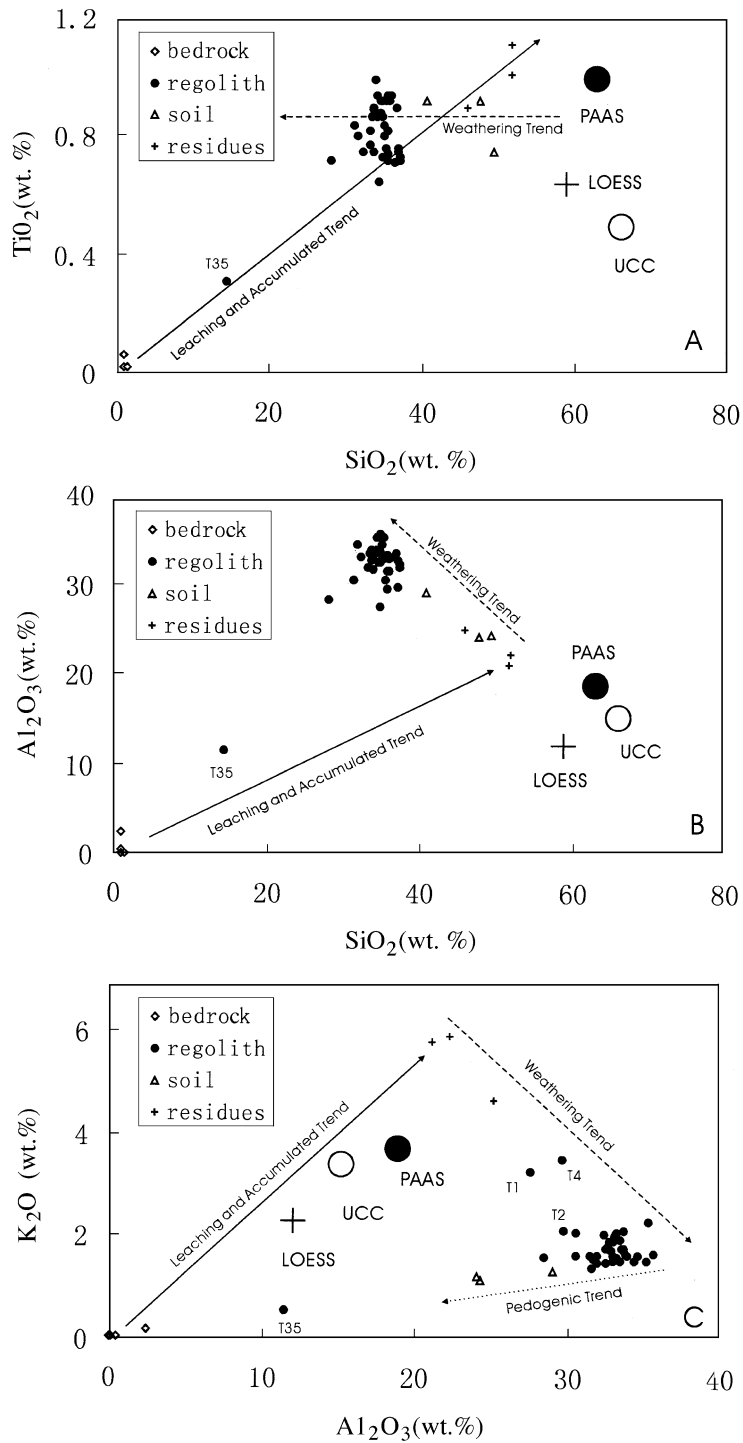 1.2
bedrock
regolith
soil
residues
PAAS
0.8
Weathering Trend
TiO2(wt. %)
LOESS
UCC
0.4
T35
Leaching and Accumulated Trend
A
0
0 20 40 60 80
SiO2(wt. %)
40
bedrock
regolith
soil
residues
Weathering Trend
30
PAAS
Al2O3(wt.%)
20
UCC
T35
LOESS
10
Leaching and Accumulated Trend
B
0
0 20 40 60 80
SiO2(wt. %)
bedrock
regolith
soil
residues
6
Weathering Trend
Leaching and Accumulated Trend
4
K2O (wt.%)
PAAS
T1 T4
UCC
T2
2
LOESS
Pedogenic Trend
T35
C
0
0 10 20 30 40
Al2O3(wt.%)